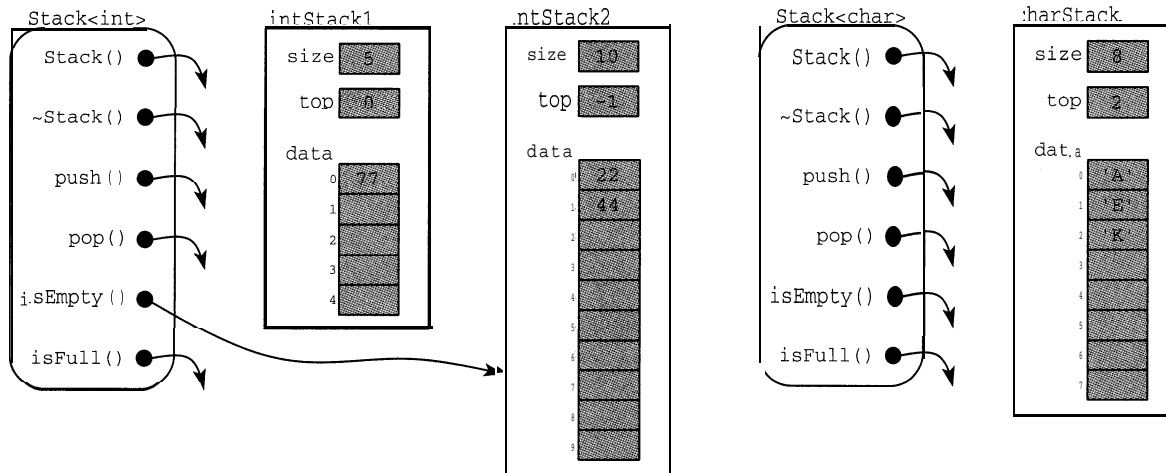 Stack<int>
Stack()
~Stack()
push()
pop()
isEmpty()
isFull()
intStack1
size 5
top 0
data
0 77
1
2
3
4
ntStack2
size 10
top -1
data
0 22
1 44
2
3
4
5
6
7
8
9
Stack<char>
Stack()
~Stack()
push()
pop()
isEmpty()
isFull()
harStack
size 8
top 2
data
0 'A'
1 'E'
2 'K'
3
4
5
6
7